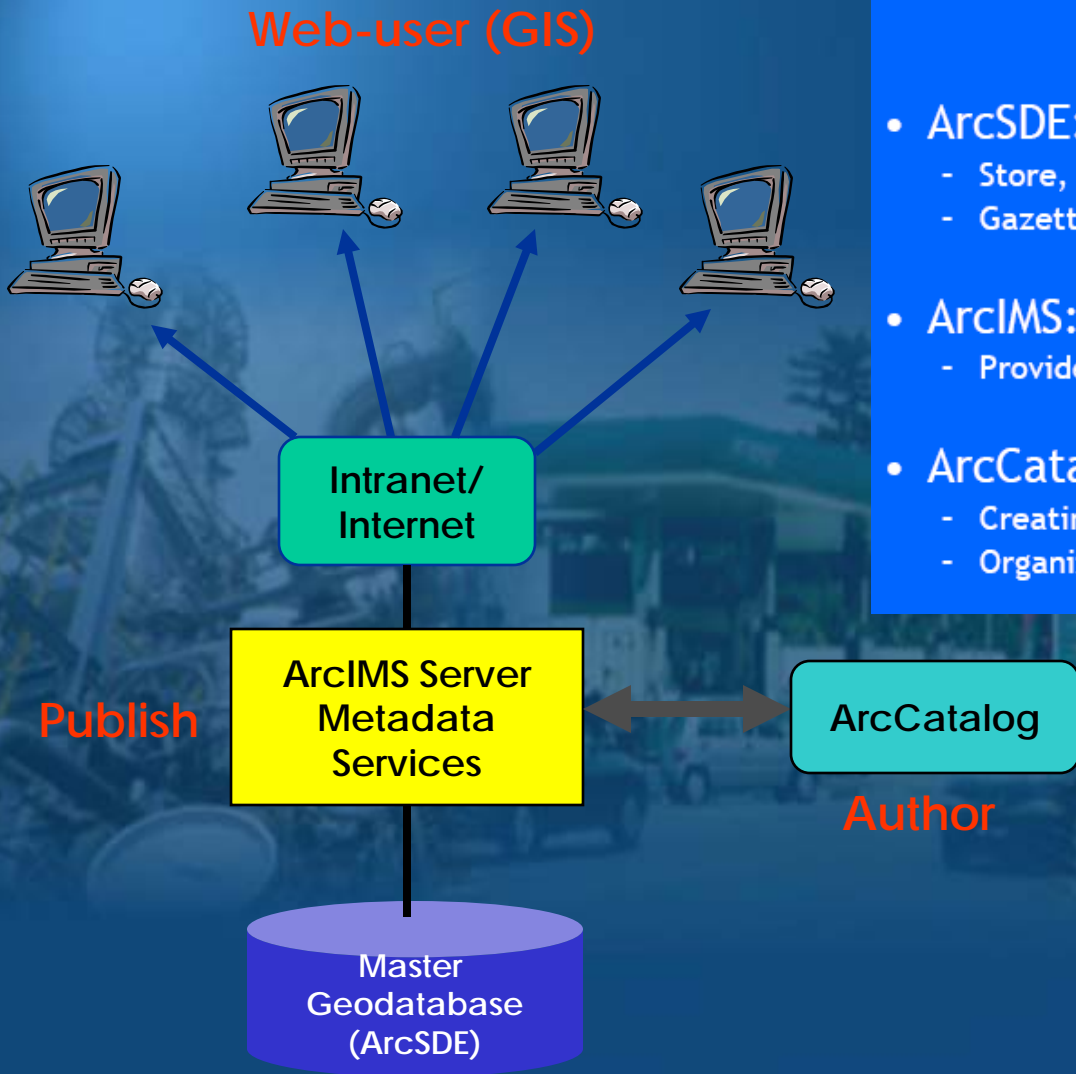 Web-user (GIS)
Intranet/
Internet
ArcIMS Server
Metadata
Services
Publish
ArcCatalog
Author
Master
Geodatabase
(ArcSDE)
• ArcSDE:
- Store,
- Gazett
• ArcIMS:
- Provide
• ArcCata
- Creatin
- Organi